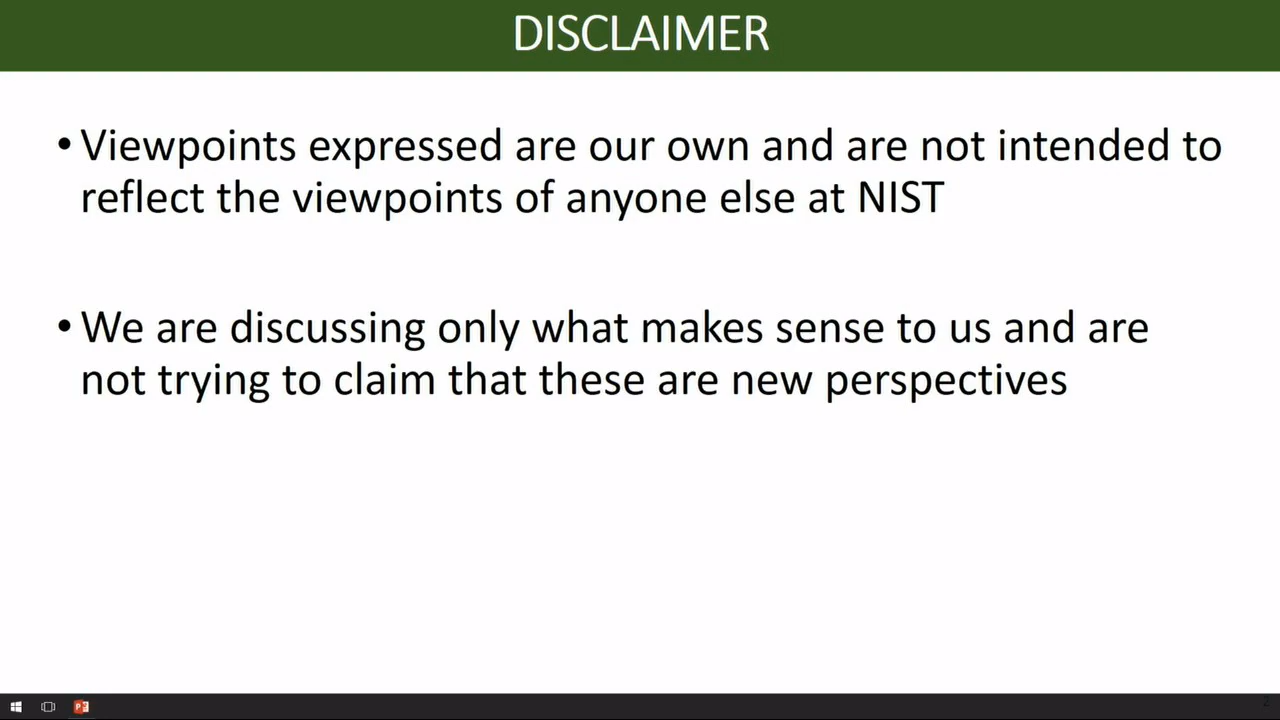 DISCLAIMER
• Viewpoints expressed are our own and are not intended to
reflect the viewpoints of anyone else at NIST
• We are discussing only what makes sense to us and are
not trying to claim that these are new perspectives
2